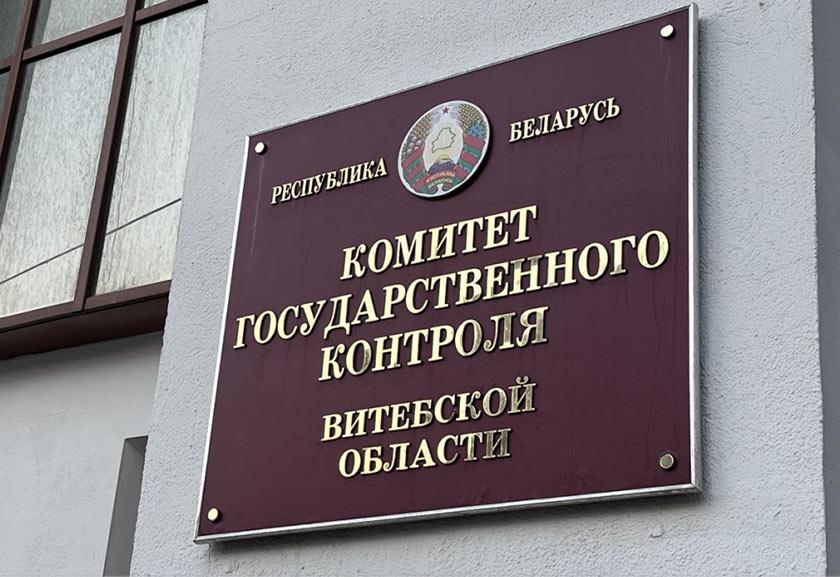 РЕСПУБЛИКА БЕЛАРУСЬ
КОМИТЕТ
ГОСУДАРСТВЕННОГО
КОНТРОЛЯ
ВИТЕБСКОЙ
ОБЛАСТИ